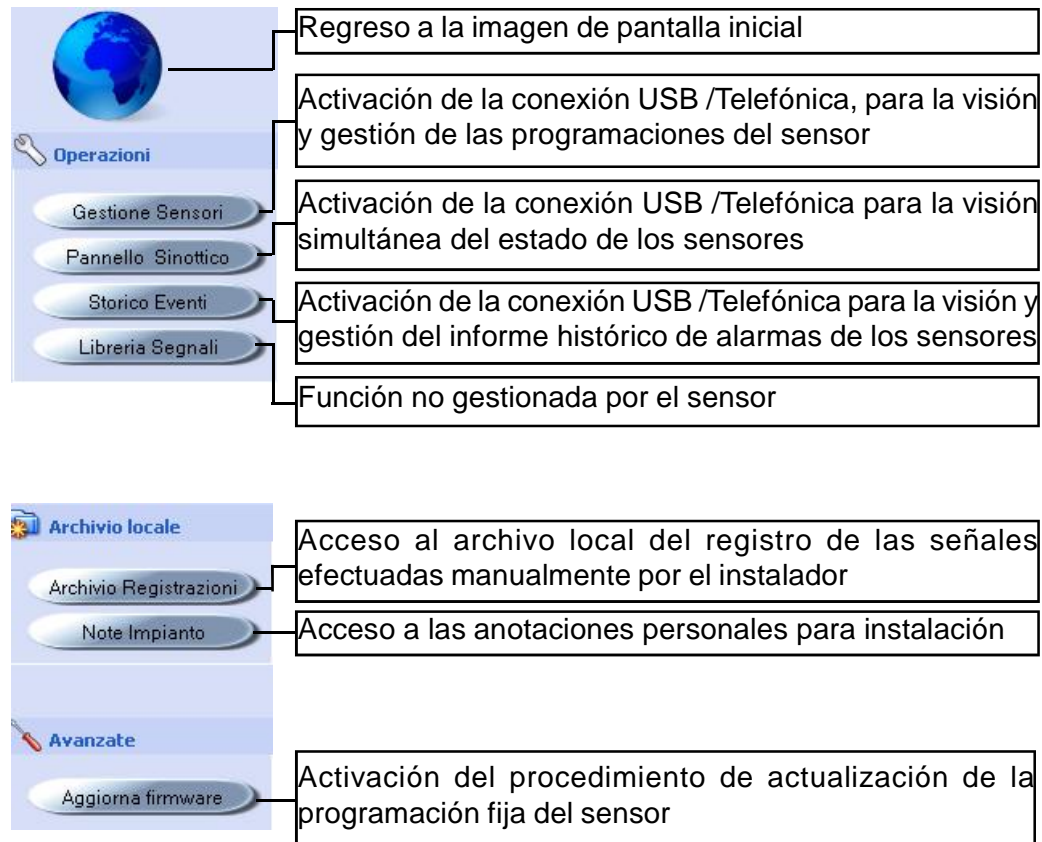 Regreso a la imagen de pantalla inicial
Activación de la conexión USB /Telefónica, para la visión
y gestión de las programaciones del sensor
Operazioni
Gestione Sensori
Activación de la conexión USB /Telefónica para la visión
simultánea del estado de los sensores
Pannello Sinottico
Storico Eventi
Activación de la conexión USB /Telefónica para la visión y
gestión del informe histórico de alarmas de los sensores
Libreria Segnali
Función no gestionada por el sensor
Archivio locale
Acceso al archivo local del registro de las señales
efectuadas manualmente por el instalador
Archivio Registrazioni
Note Impianto
Acceso a las anotaciones personales para instalación
Avanzate
Aggiorna firmware
Activación del procedimiento de actualización de la
programación fija del sensor